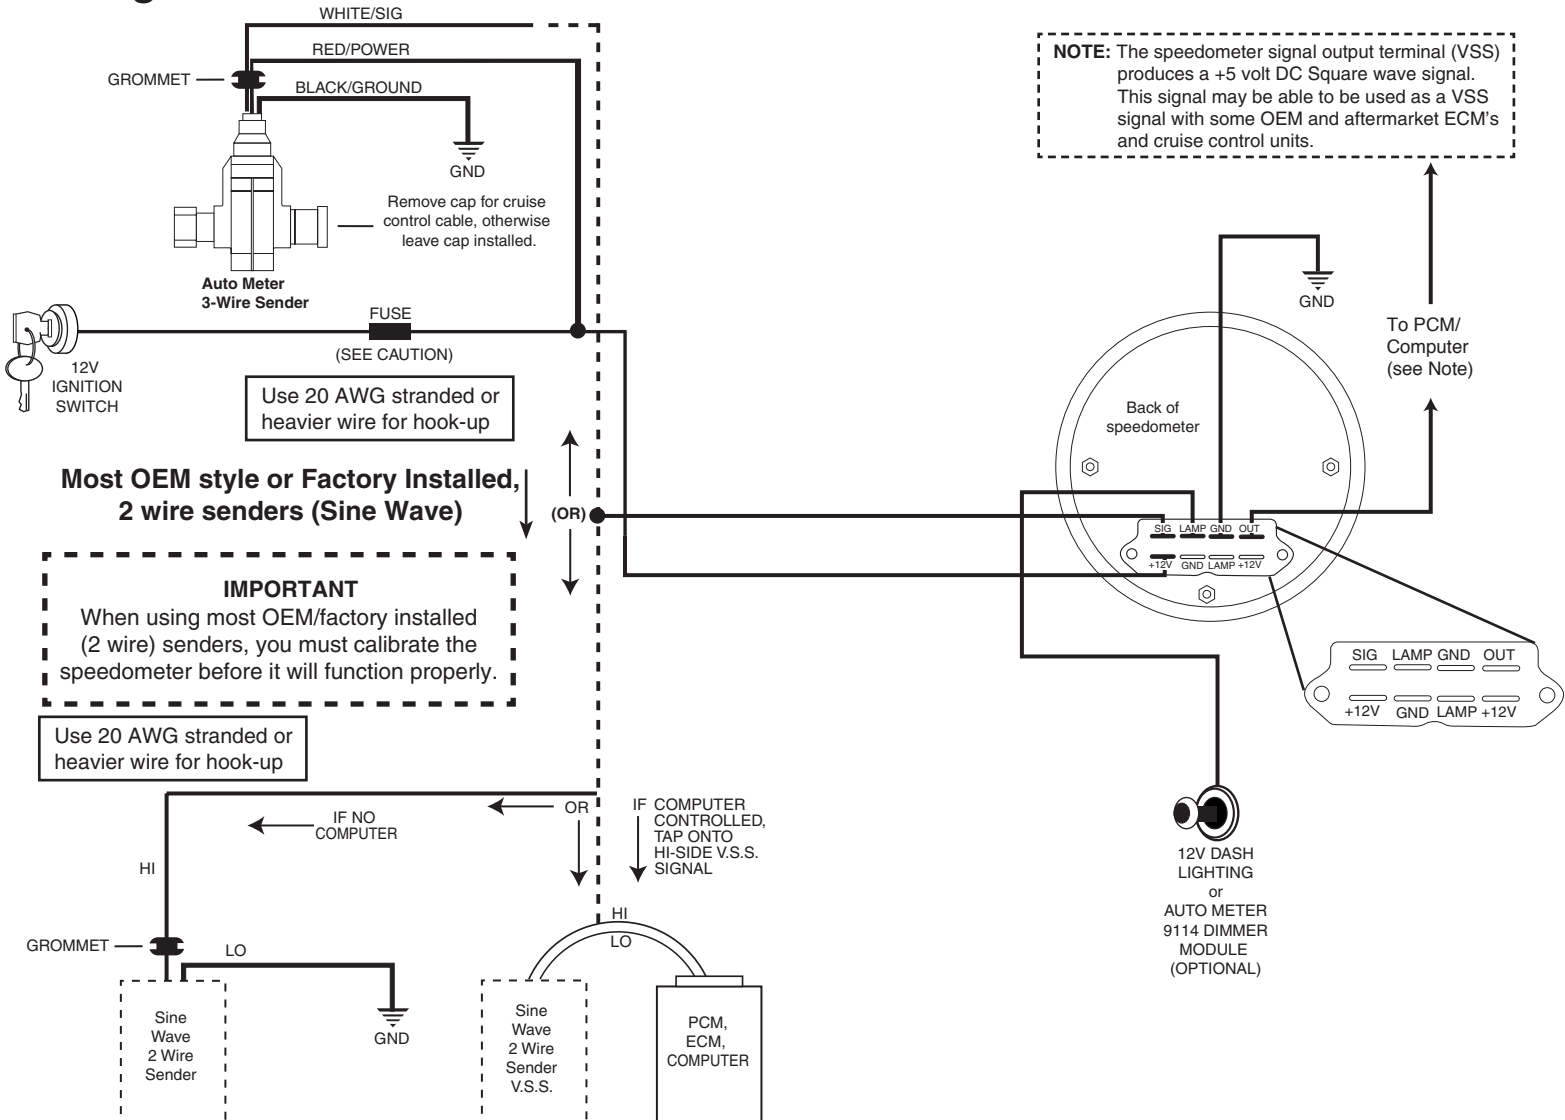 WHITE/SIG
RED/POWER
GROMMET
BLACK/GROUND
GND
Remove cap for cruise
control cable, otherwise
leave cap installed.
Auto Meter
3-Wire Sender
FUSE
(SEE CAUTION)
12V
IGNITION
SWITCH
Use 20 AWG stranded or
heavier wire for hook-up
Most OEM style or Factory Installed,
2 wire senders (Sine Wave)
(OR)
IMPORTANT
When using most OEM/factory installed
(2 wire) senders, you must calibrate the
speedometer before it will function properly.
Use 20 AWG stranded or
heavier wire for hook-up
OR
IF NO
COMPUTER
IF COMPUTER
CONTROLLED,
TAP ONTO
HI-SIDE V.S.S.
SIGNAL
HI
GROMMET
LO
GND
HI
LO
Sine
Wave
2 Wire
Sender
Sine
Wave
2 Wire
Sender
V.S.S.
PCM,
ECM,
COMPUTER
NOTE: The speedometer signal output terminal (VSS)
produces a +5 volt DC Square wave signal.
This signal may be able to be used as a VSS
signal with some OEM and aftermarket ECM's
and cruise control units.
GND
To PCM/
Computer
(see Note)
Back of
speedometer
SIG LAMP GND OUT
+12V GND LAMP +12V
SIG LAMP GND OUT
+12V GND LAMP +12V
12V DASH
LIGHTING
or
AUTO METER
9114 DIMMER
MODULE
(OPTIONAL)